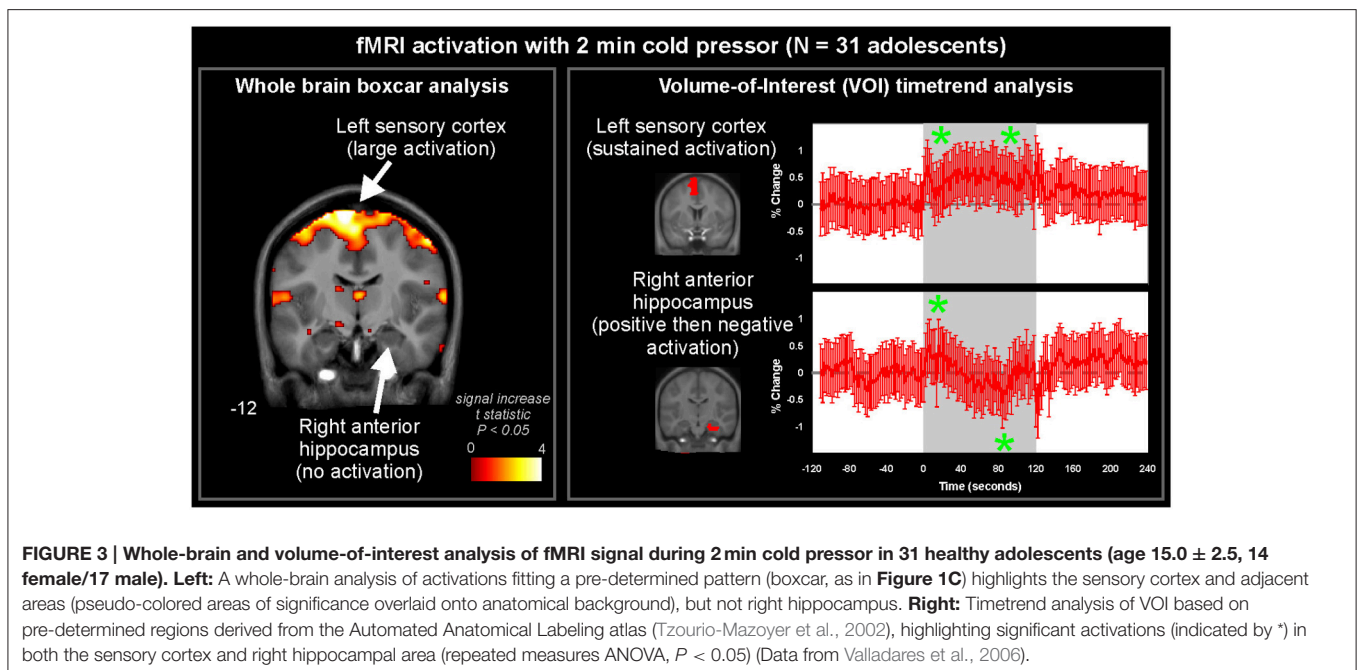 fMRI activation with 2 min cold pressor (N = 31 adolescents)
Whole brain boxcar analysis
Left sensory cortex
(large activation)
-12
Right anterior
hippocampus
(no activation)
signal increase
t statistic
P < 0.05
0 4
Volume-of-Interest (VOI) timetrend analysis
Left sensory cortex
(sustained activation)
* *
% Change
1
0.5
0
-0.5
-1
Right anterior
hippocampus
(positive then negative
activation)
*
% Change
1
0.5
0
-0.5
-1
*
-120 -80 -40 0 40 80 120 160 200 240
Time (seconds)
FIGURE 3 | Whole-brain and volume-of-interest analysis of fMRI signal during 2 min cold pressor in 31 healthy adolescents (age 15.0 ± 2.5, 14
female/17 male). Left: A whole-brain analysis of activations fitting a pre-determined pattern (boxcar, as in Figure 1C) highlights the sensory cortex and adjacent
areas (pseudo-colored areas of significance overlaid onto anatomical background), but not right hippocampus. Right: Timetrend analysis of VOI based on
pre-determined regions derived from the Automated Anatomical Labeling atlas (Tzourio-Mazoyer et al., 2002), highlighting significant activations (indicated by *) in
both the sensory cortex and right hippocampal area (repeated measures ANOVA, P < 0.05) (Data from Valladares et al., 2006).